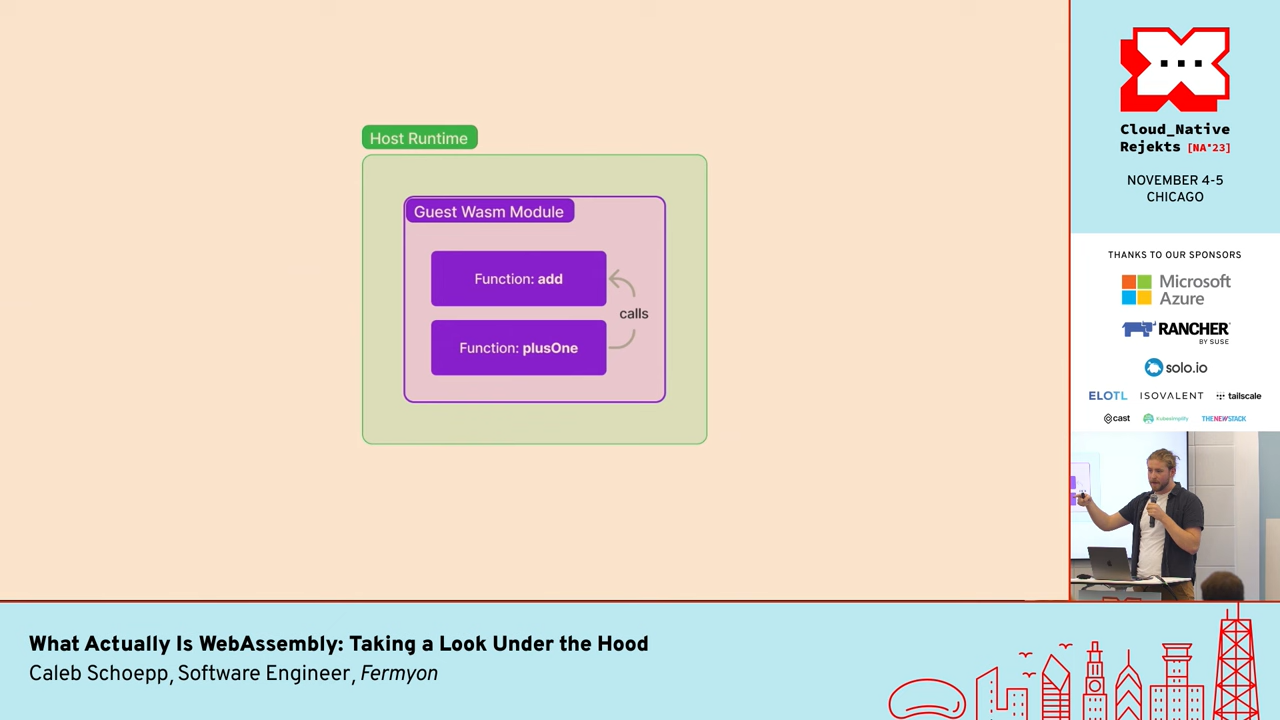 Host Runtime
Guest Wasm Module
Function: add
calls
Function: plusOne
Cloud_Native
Rejekts [NA'23]
NOVEMBER 4-5
CHICAGO
THANKS TO OUR SPONSORS
Microsoft
Azure
RANCHER
BY SUSE
solo.io
ELOTL ISOVALENT tailscale
cast kubesimplify THENEWSTACK
What Actually Is WebAssembly: Taking a Look Under the Hood
Caleb Schoepp, Software Engineer, Fermyon